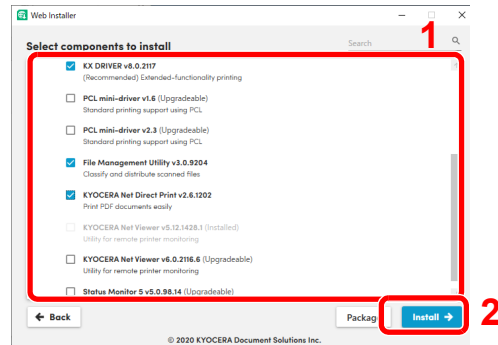 Web Installer
1
Select components to install
Search
KX DRIVER v8.0.2117
(Recommended) Extended-functionality printing
PCL mini-driver v1.6 (Upgradeable)
Standard printing support using PCL
PCL mini-driver v2.3 (Upgradeable)
Standard printing support using PCL
File Management Utility v3.0.9204
Classify and distribute scanned files
KYOCERA Net Direct Print v2.6.1202
Print PDF documents easily
KYOCERA Net Viewer v5.12.1428.1 (Installed)
Utility for remote printer monitoring
KYOCERA Net Viewer v6.0.2116.6 (Upgradeable)
Utility for remote printer monitoring
Status Monitor 5 v5.0.98.14 (Upgradeable)
← Back
Packag
Install →
2
© 2020 KYOCERA Document Solutions Inc.